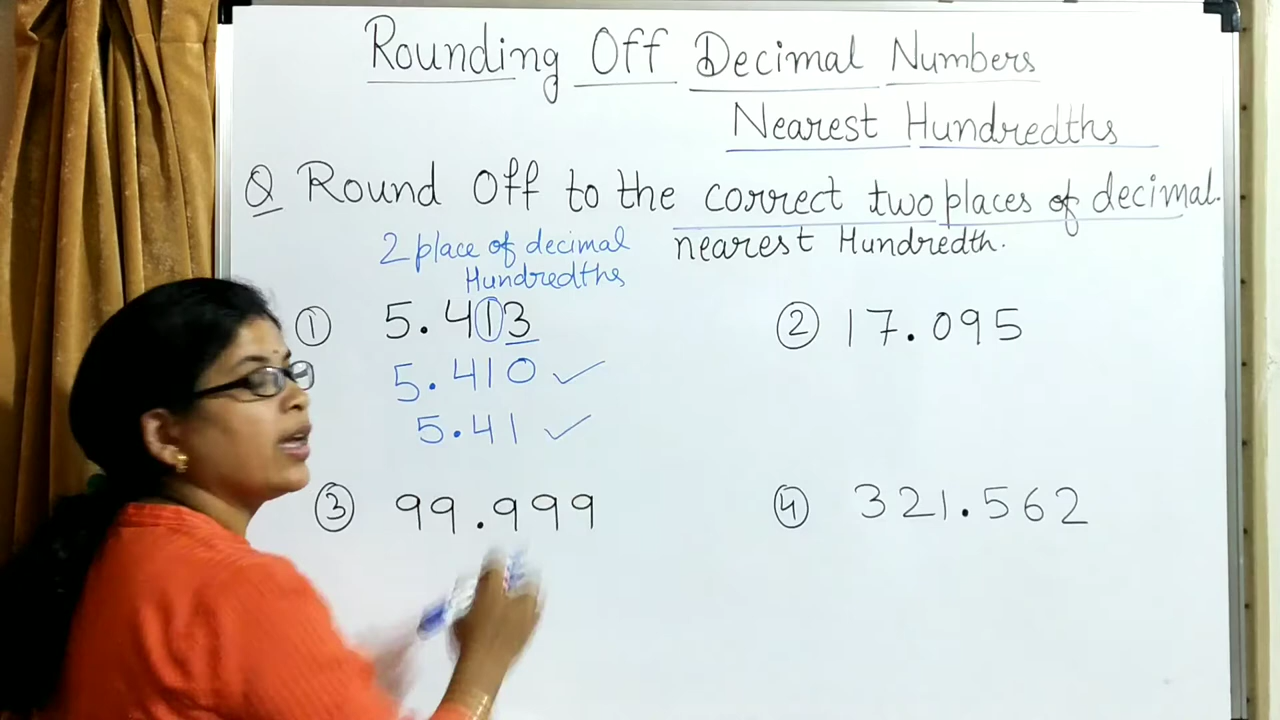 Rounding Off Decimal Numbers
Nearest Hundredths
Q Round Off to the correct two places of decimal.
nearest Hundredth.
2 place of decimal
Hundredths
① 5.413
5.410 ✓
5.41 ✓
② 17.095
③ 99.999
④ 321.562